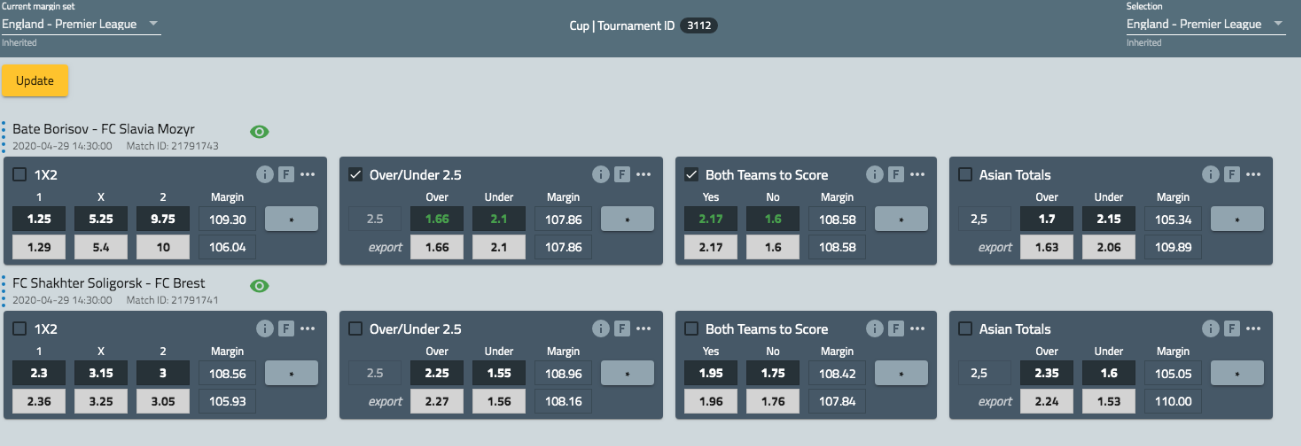 Current margin set
England - Premier League
Inherited
Cup | Tournament ID 3112
Selection
England - Premier League
Inherited
Update
Bate Borisov - FC Slavia Mozyr
2020-04-29 14:30:00 Match ID: 21791743
1X2 i F ... Over/Under 2.5 i F ... Both Teams to Score i F ... Asian Totals i F ...
1 X 2 Margin Over Under Margin Yes No Margin Over Under Margin
1.25 5.25 9.75 109.30 2.5 1.66 2.1 107.86 2.17 1.6 108.58 2,5 1.7 2.15 105.34
1.29 5.4 10 106.04 export 1.66 2.1 107.86 2.17 1.6 108.58 export 1.63 2.06 109.89
FC Shakhter Soligorsk - FC Brest
2020-04-29 14:30:00 Match ID: 21791741
1X2 i F ... Over/Under 2.5 i F ... Both Teams to Score i F ... Asian Totals i F ...
1 X 2 Margin Over Under Margin Yes No Margin Over Under Margin
2.3 3.15 3 108.56 2.5 2.25 1.55 108.96 1.95 1.75 108.42 2,5 2.35 1.6 105.05
2.36 3.25 3.05 105.93 export 2.27 1.56 108.16 1.96 1.76 107.84 export 2.24 1.53 110.00